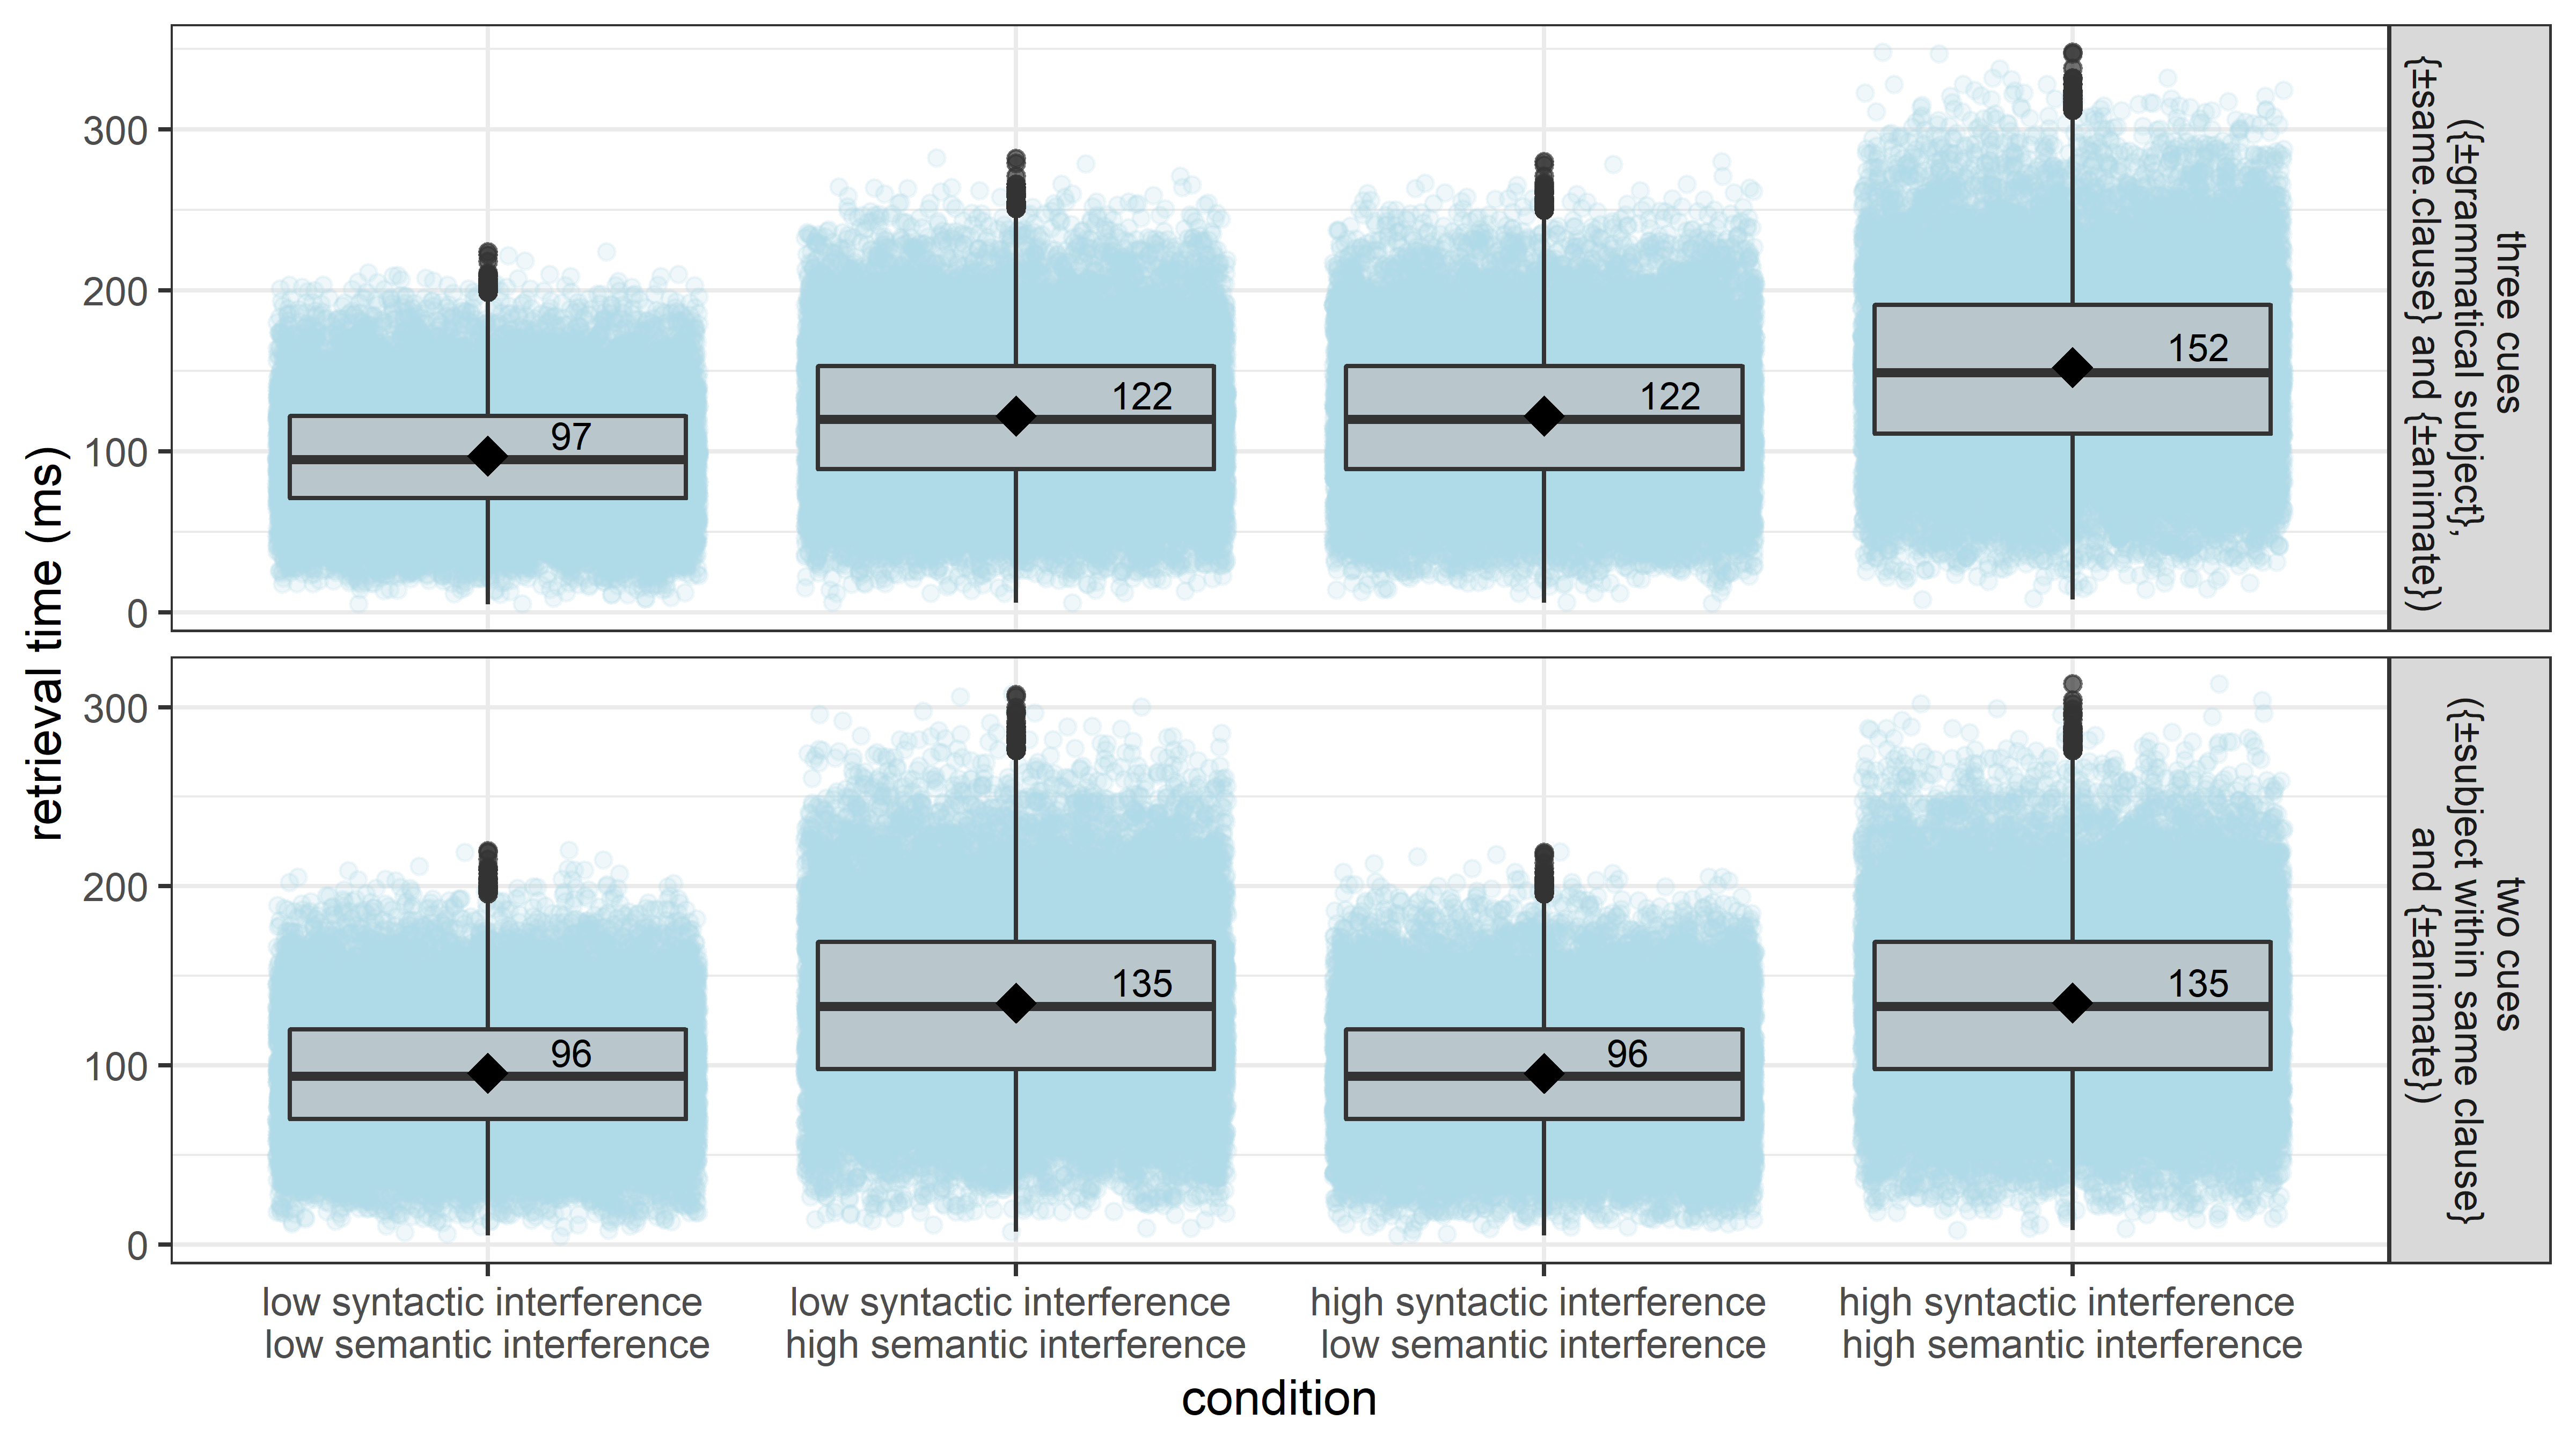 retrieval time (ms)
300
200
100
0
97
122
122
152
three cues
({±grammatical subject},
{±same.clause} and {±animate})
300
200
100
0
96
135
96
135
two cues
({±subject within same clause}
and {±animate})
low syntactic interference
low semantic interference
low syntactic interference
high semantic interference
high syntactic interference
low semantic interference
high syntactic interference
high semantic interference
condition